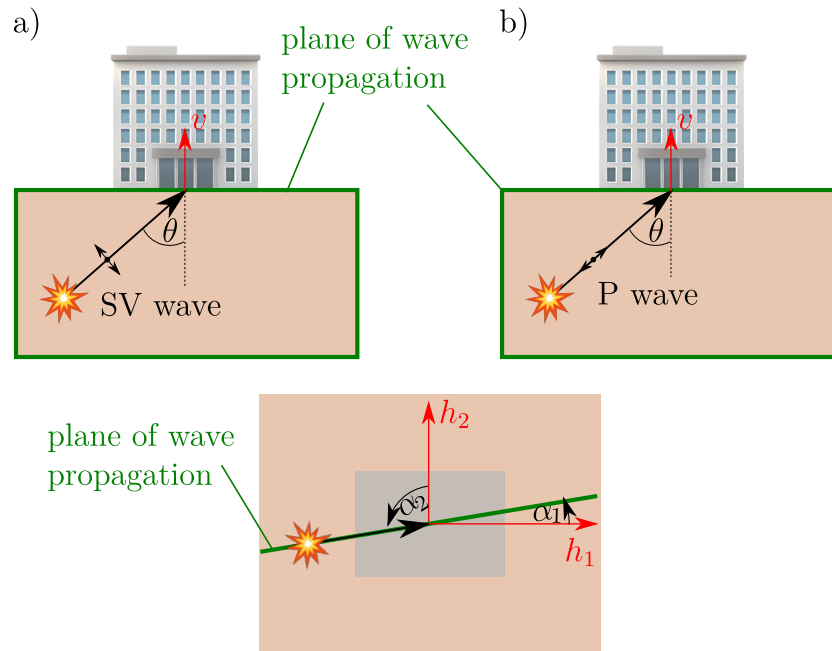 a)
plane of wave
propagation
b)
v
v
θ
θ
SV wave
P wave
plane of wave
propagation
h₂
α₂
α₁
h₁